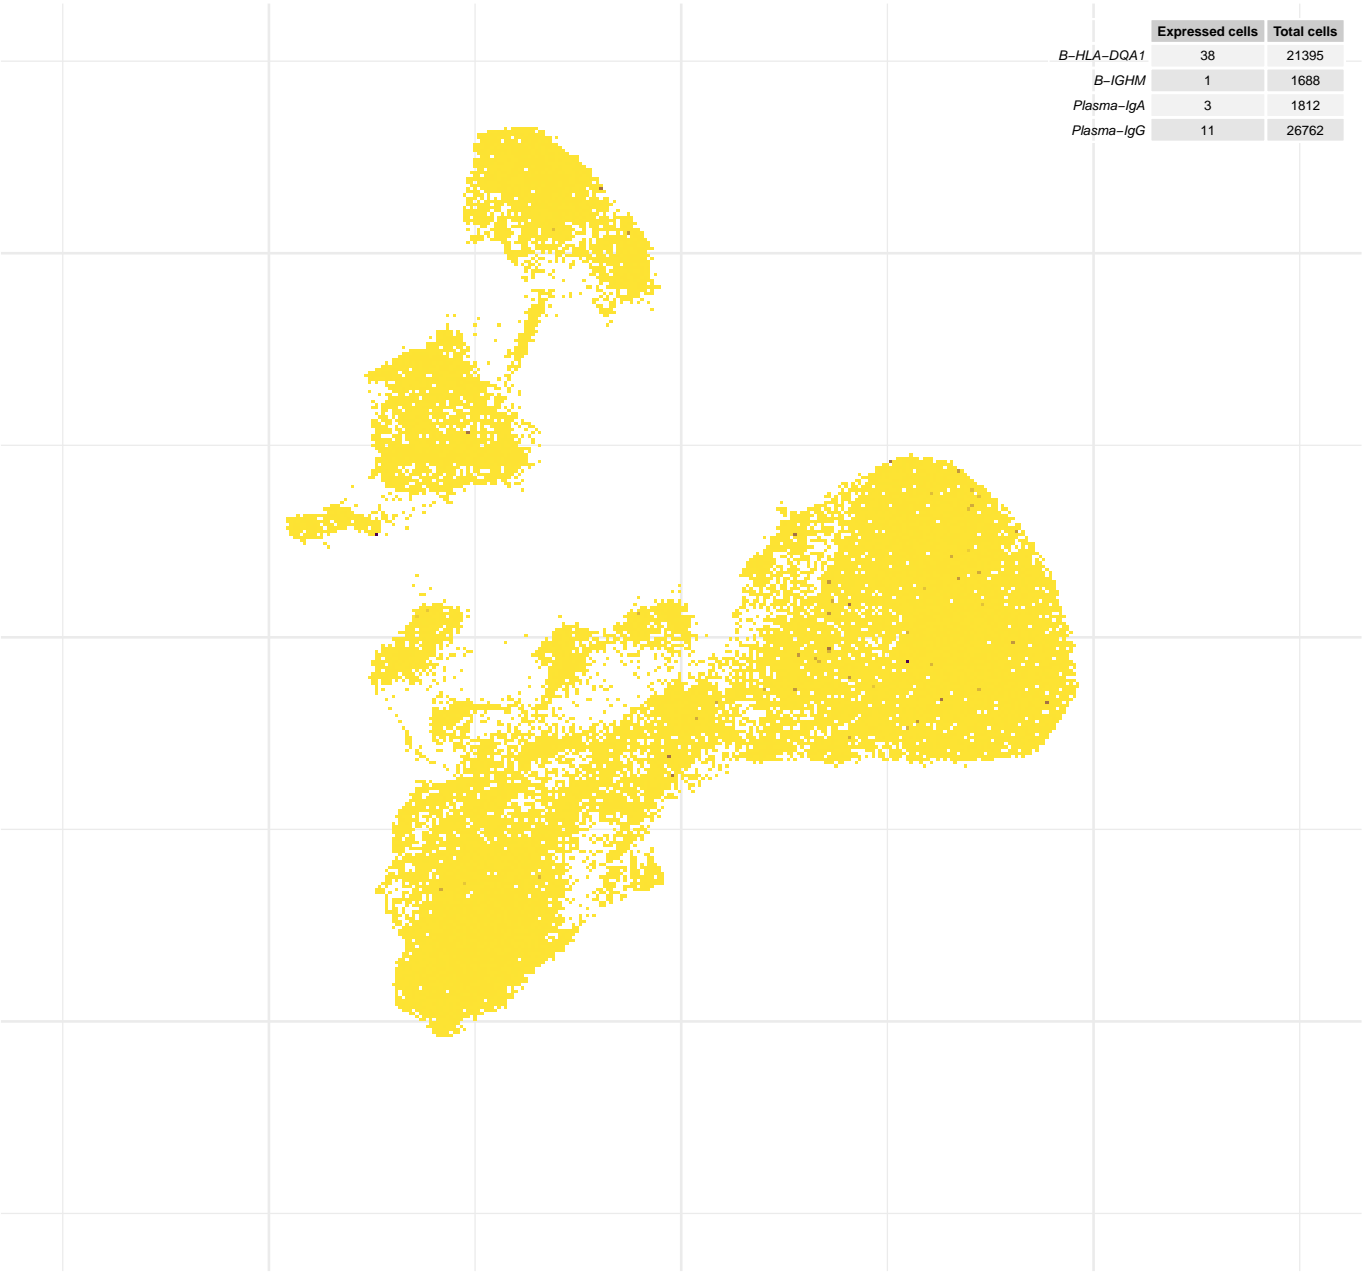 Expressed cells Total cells
B−HLA−DQA1 38 21395
B−IGHM 1 1688
Plasma−IgA 3 1812
Plasma−IgG 11 26762